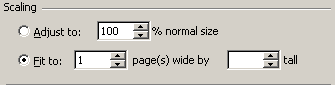 Scaling
Adjust to: 100 % normal size
Fit to: 1 page(s) wide by tall